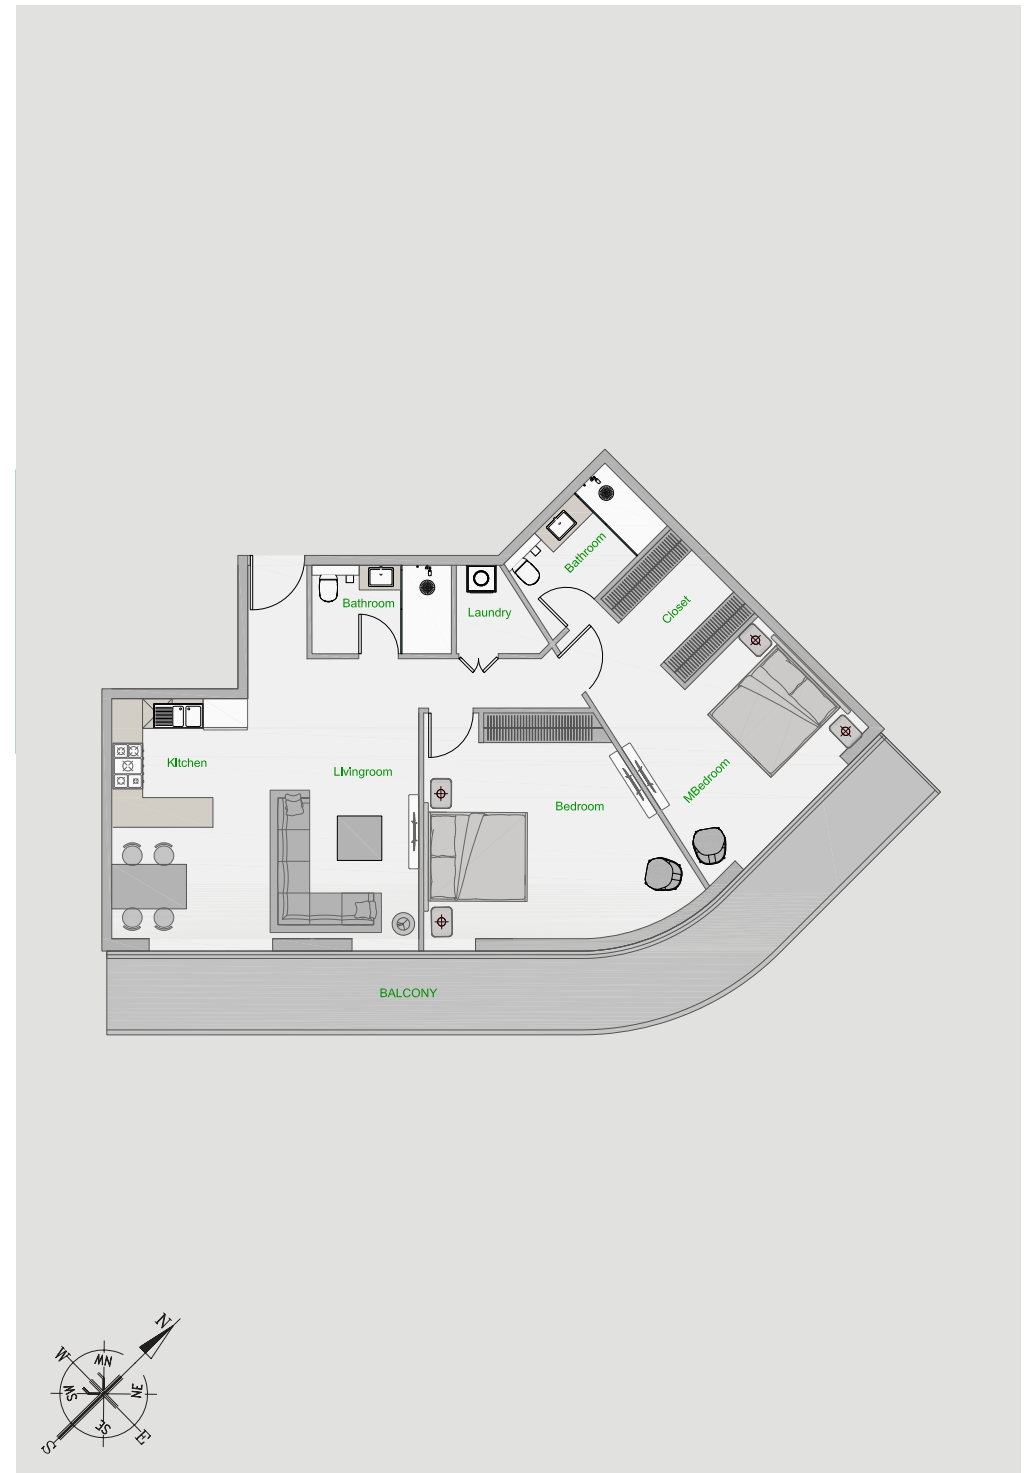 Bathroom
Bathroom
Laundry
Closet
Kitchen
Livingroom
MBedroom
Bedroom
BALCONY
N
W
NW
SW
NE
SE
S
E